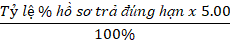 Tỷ lệ % hồ sơ trả đúng hạn x 5.00
100%